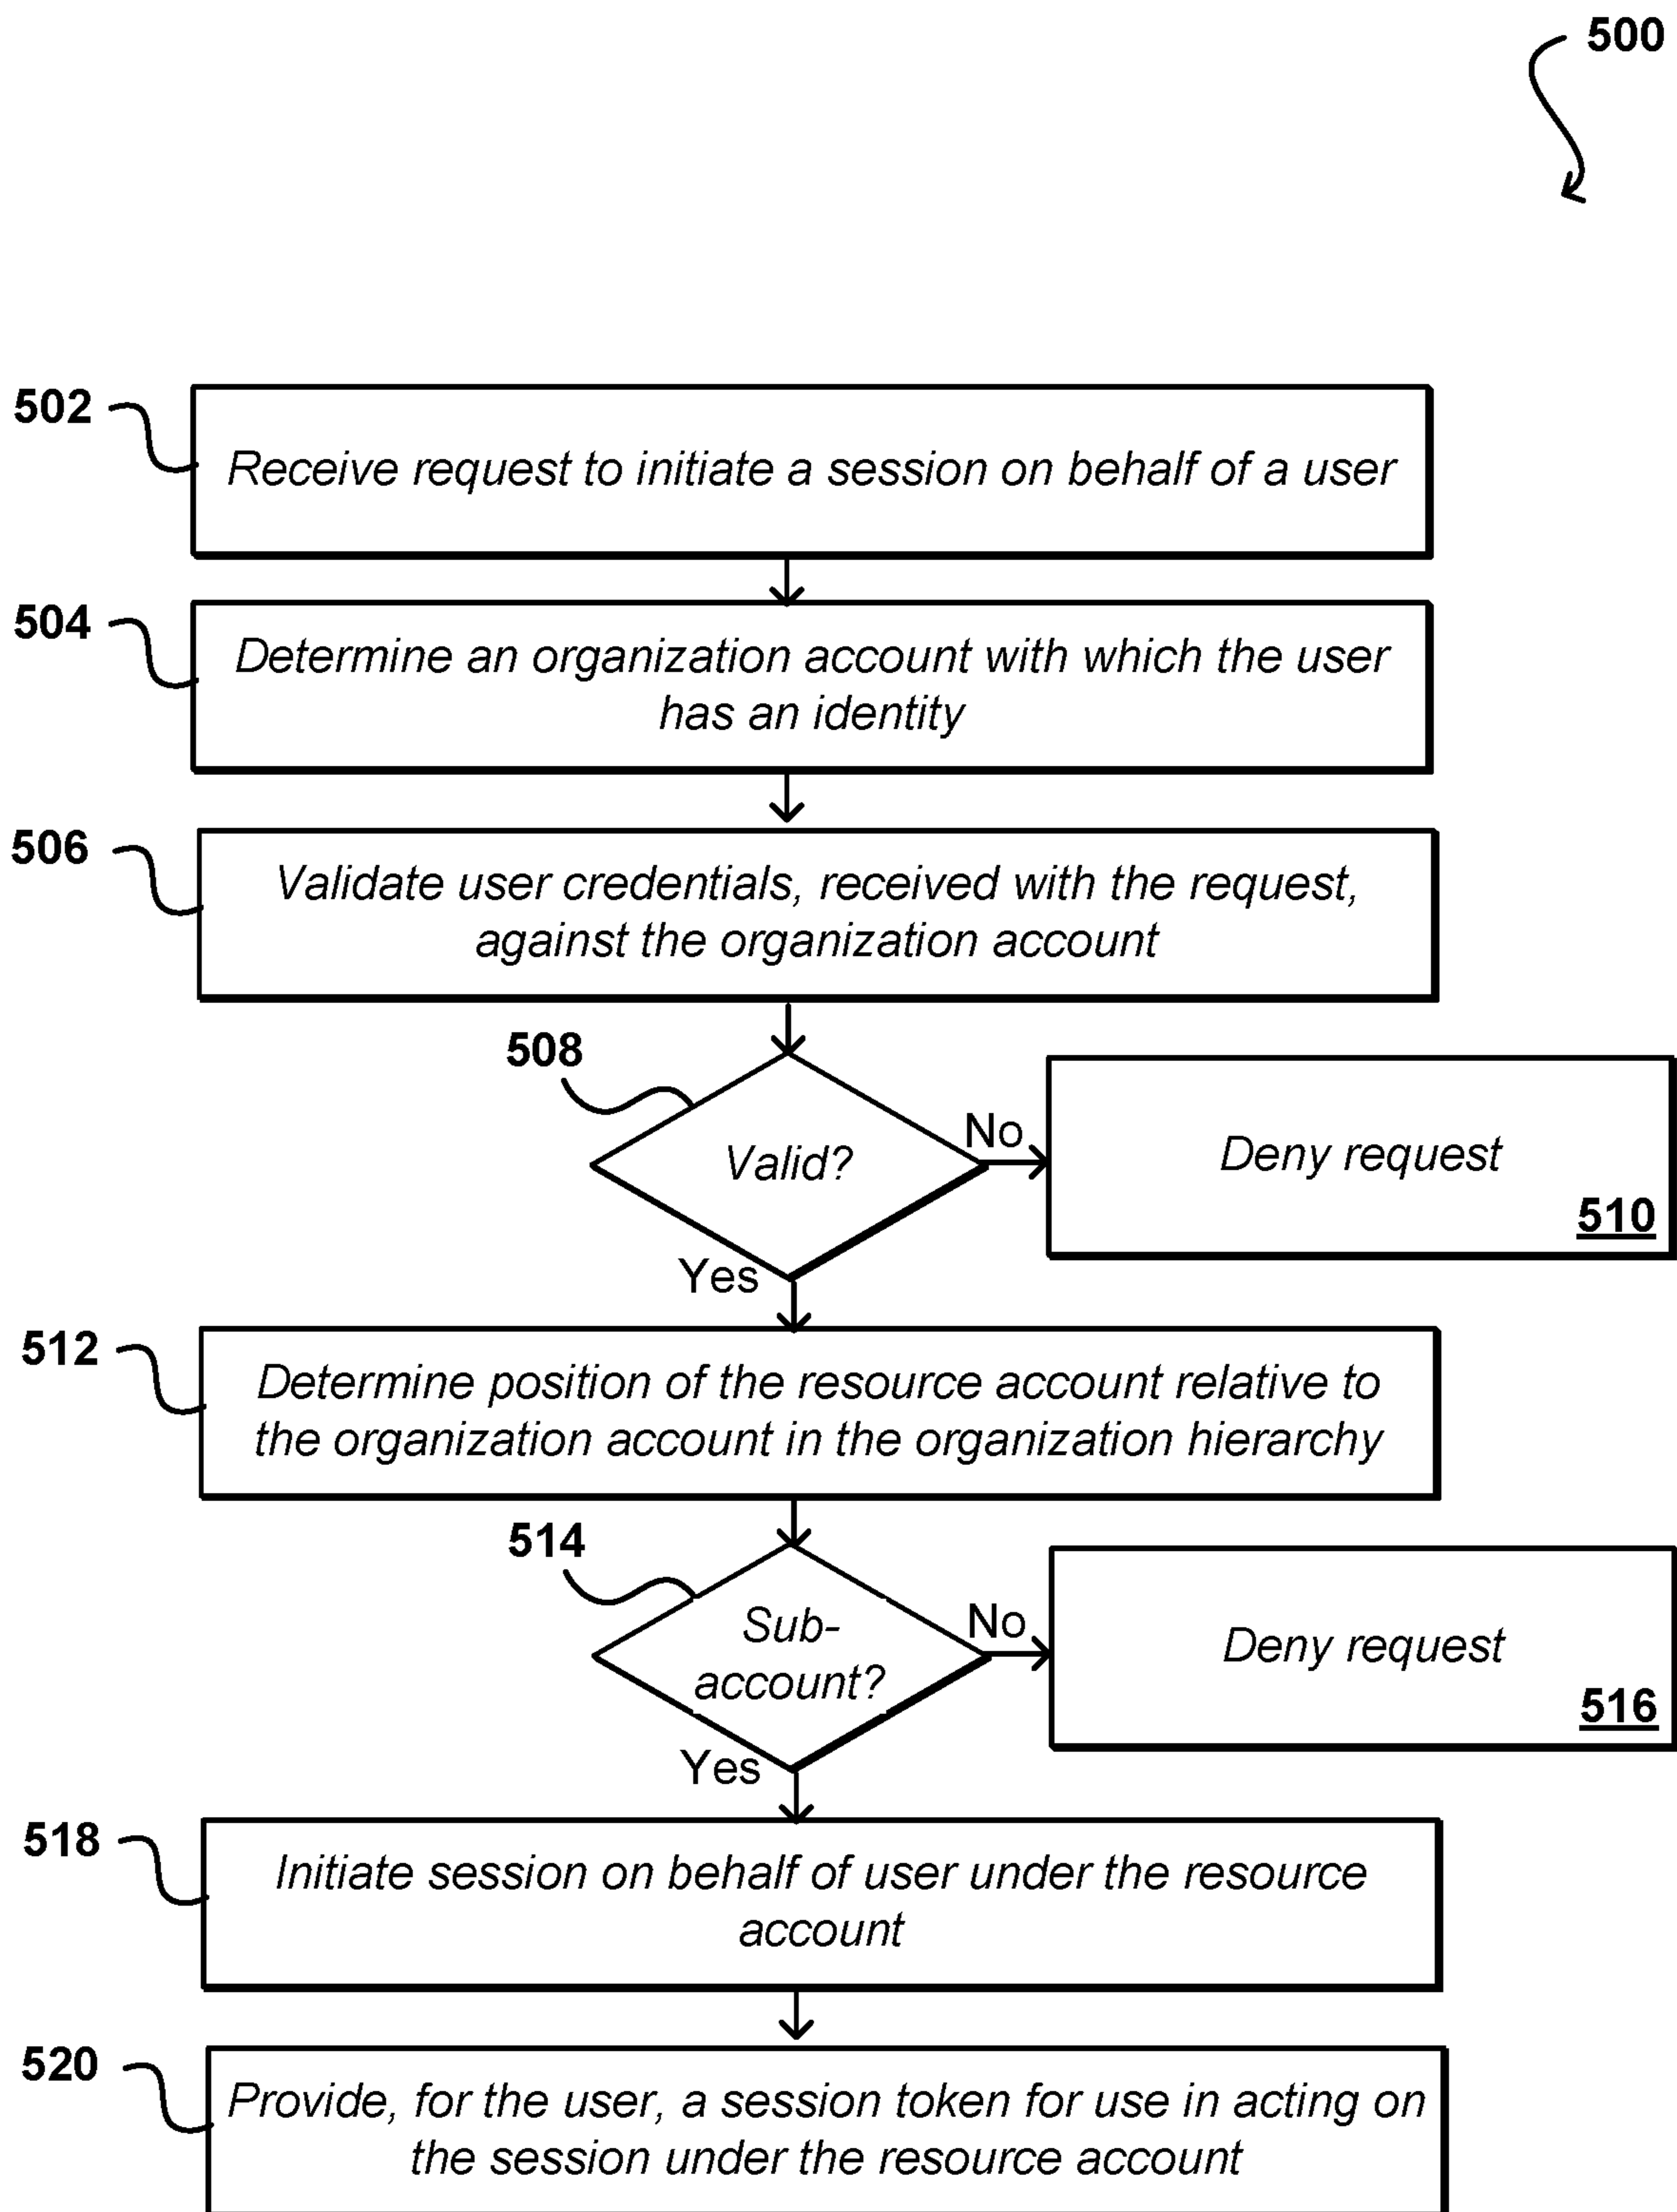 500
502
Receive request to initiate a session on behalf of a user
504
Determine an organization account with which the user
has an identity
506
Validate user credentials, received with the request,
against the organization account
508
Valid?
No
Deny request
510
Yes
512
Determine position of the resource account relative to
the organization account in the organization hierarchy
514
Sub-
account?
No
Deny request
516
Yes
518
Initiate session on behalf of user under the resource
account
520
Provide, for the user, a session token for use in acting on
the session under the resource account